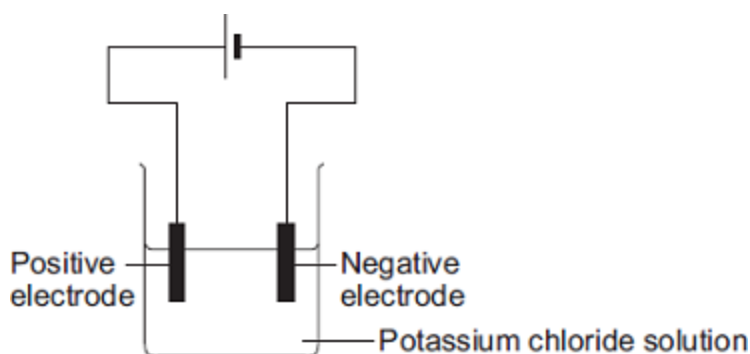 Positive
electrode
Negative
electrode
Potassium chloride solution